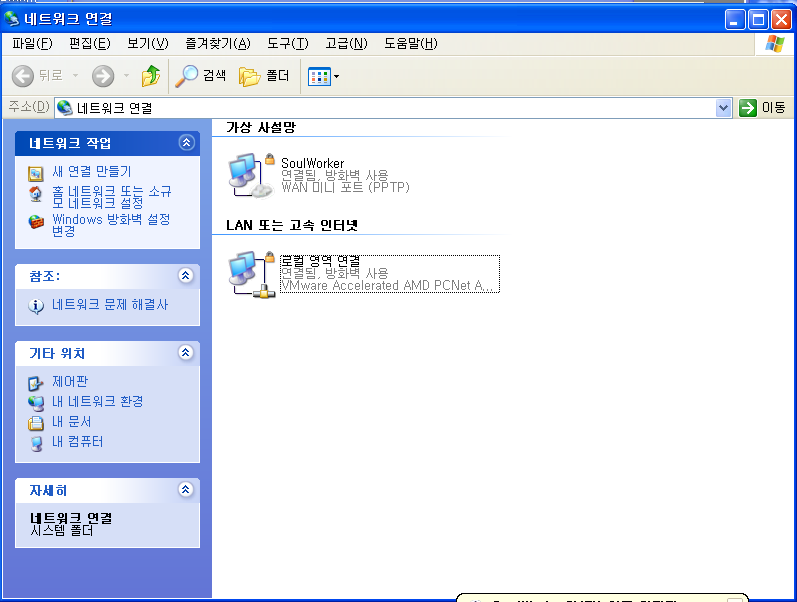 네트워크 연결
파일(F) 편집(E) 보기(V) 즐겨찾기(A) 도구(T) 고급(N) 도움말(H)
뒤로 검색 폴더
주소(D) 네트워크 연결 이동
네트워크 작업
새 연결 만들기
홈 네트워크 또는 소규
모 네트워크 설정
Windows 방화벽 설정
변경
참조:
네트워크 문제 해결사
기타 위치
제어판
내 네트워크 환경
내 문서
내 컴퓨터
자세히
네트워크 연결
시스템 폴더
가상 사설망
SoulWorker
연결됨, 방화벽 사용
WAN 미니 포트 (PPTP)
LAN 또는 고속 인터넷
로컬 영역 연결
연결됨, 방화벽 사용
VMware Accelerated AMD PCNet A...